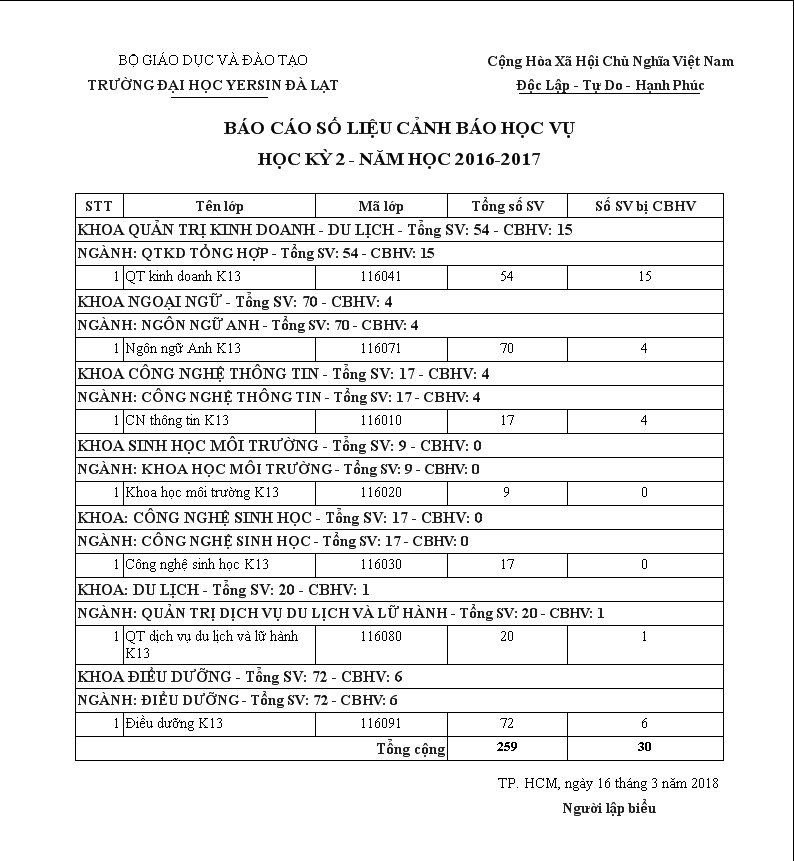 BỘ GIÁO DỤC VÀ ĐÀO TẠO
TRƯỜNG ĐẠI HỌC YERSIN ĐÀ LẠT
Cộng Hòa Xã Hội Chủ Nghĩa Việt Nam
Độc Lập - Tự Do - Hạnh Phúc
BÁO CÁO SỐ LIỆU CẢNH BÁO HỌC VỤ
HỌC KỲ 2 - NĂM HỌC 2016-2017
STT Tên lớp Mã lớp Tổng số SV Số SV bị CBHV
KHOA QUẢN TRỊ KINH DOANH - DU LỊCH - Tổng SV: 54 - CBHV: 15
NGÀNH: QTKD TỔNG HỢP - Tổng SV: 54 - CBHV: 15
1 QT kinh doanh K13 116041 54 15
KHOA NGOẠI NGỮ - Tổng SV: 70 - CBHV: 4
NGÀNH: NGÔN NGỮ ANH - Tổng SV: 70 - CBHV: 4
1 Ngôn ngữ Anh K13 116071 70 4
KHOA CÔNG NGHỆ THÔNG TIN - Tổng SV: 17 - CBHV: 4
NGÀNH: CÔNG NGHỆ THÔNG TIN - Tổng SV: 17 - CBHV: 4
1 CN thông tin K13 116010 17 4
KHOA SINH HỌC MÔI TRƯỜNG - Tổng SV: 9 - CBHV: 0
NGÀNH: KHOA HỌC MÔI TRƯỜNG - Tổng SV: 9 - CBHV: 0
1 Khoa học môi trường K13 116020 9 0
KHOA: CÔNG NGHỆ SINH HỌC - Tổng SV: 17 - CBHV: 0
NGÀNH: CÔNG NGHỆ SINH HỌC - Tổng SV: 17 - CBHV: 0
1 Công nghệ sinh học K13 116030 17 0
KHOA: DU LỊCH - Tổng SV: 20 - CBHV: 1
NGÀNH: QUẢN TRỊ DỊCH VỤ DU LỊCH VÀ LỮ HÀNH - Tổng SV: 20 - CBHV: 1
1 QT dịch vụ du lịch và lữ hành 116080 20 1
K13
KHOA ĐIỀU DƯỠNG - Tổng SV: 72 - CBHV: 6
NGÀNH: ĐIỀU DƯỠNG - Tổng SV: 72 - CBHV: 6
1 Điều dưỡng K13 116091 72 6
Tổng cộng 259 30
TP. HCM, ngày 16 tháng 3 năm 2018
Người lập biểu